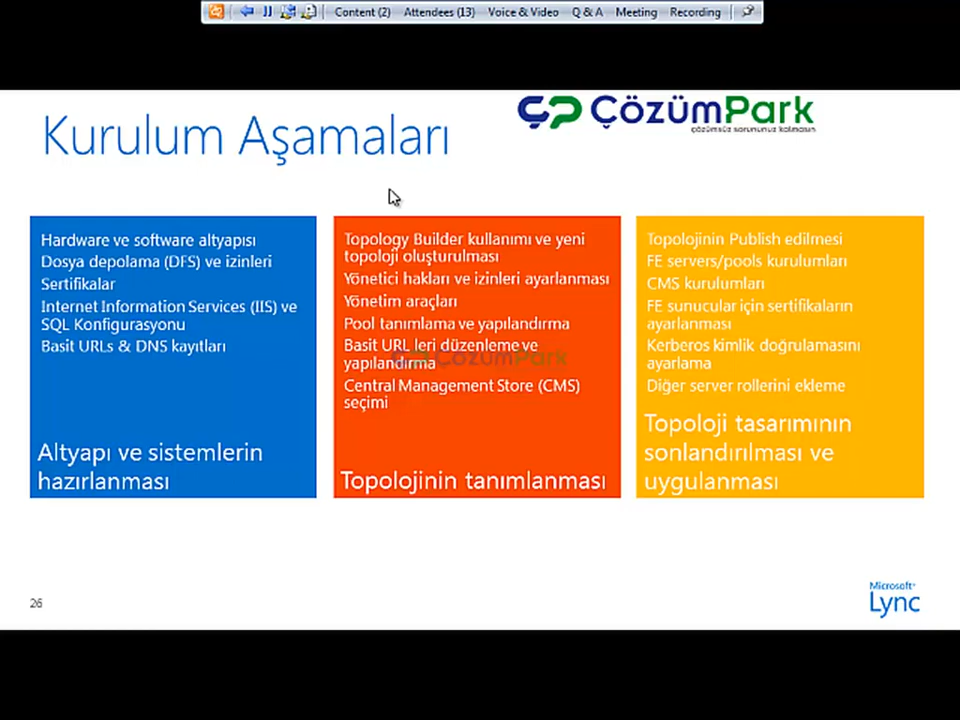 Content (2) Attendees (13) Voice & Video Q & A Meeting Recording
Kurulum Aşamaları
ÇözümPark
çözümsüz sorununuz kalmasın
Hardware ve software altyapısı
Dosya depolama (DFS) ve izinleri
Sertifikalar
Internet Information Services (IIS) ve
SQL Konfigurasyonu
Basit URLs & DNS kayıtları
Altyapı ve sistemlerin
hazırlanması
Topology Builder kullanımı ve yeni
topoloji oluşturulması
Yönetici hakları ve izinleri ayarlanması
Yönetim araçları
Pool tanımlama ve yapılandırma
Basit URL leri düzenleme ve
yapılandırma
ÇözümPark
Central Management Store (CMS)
seçimi
Topolojinin tanımlanması
Topolojinin Publish edilmesi
FE servers/pools kurulumları
CMS kurulumları
FE sunucular için sertifikaların
ayarlanması
Kerberos kimlik doğrulamasını
ayarlama
Diğer server rollerini ekleme
Topoloji tasarımının
sonlandırılması ve
uygulanması
26
Microsoft®
Lync